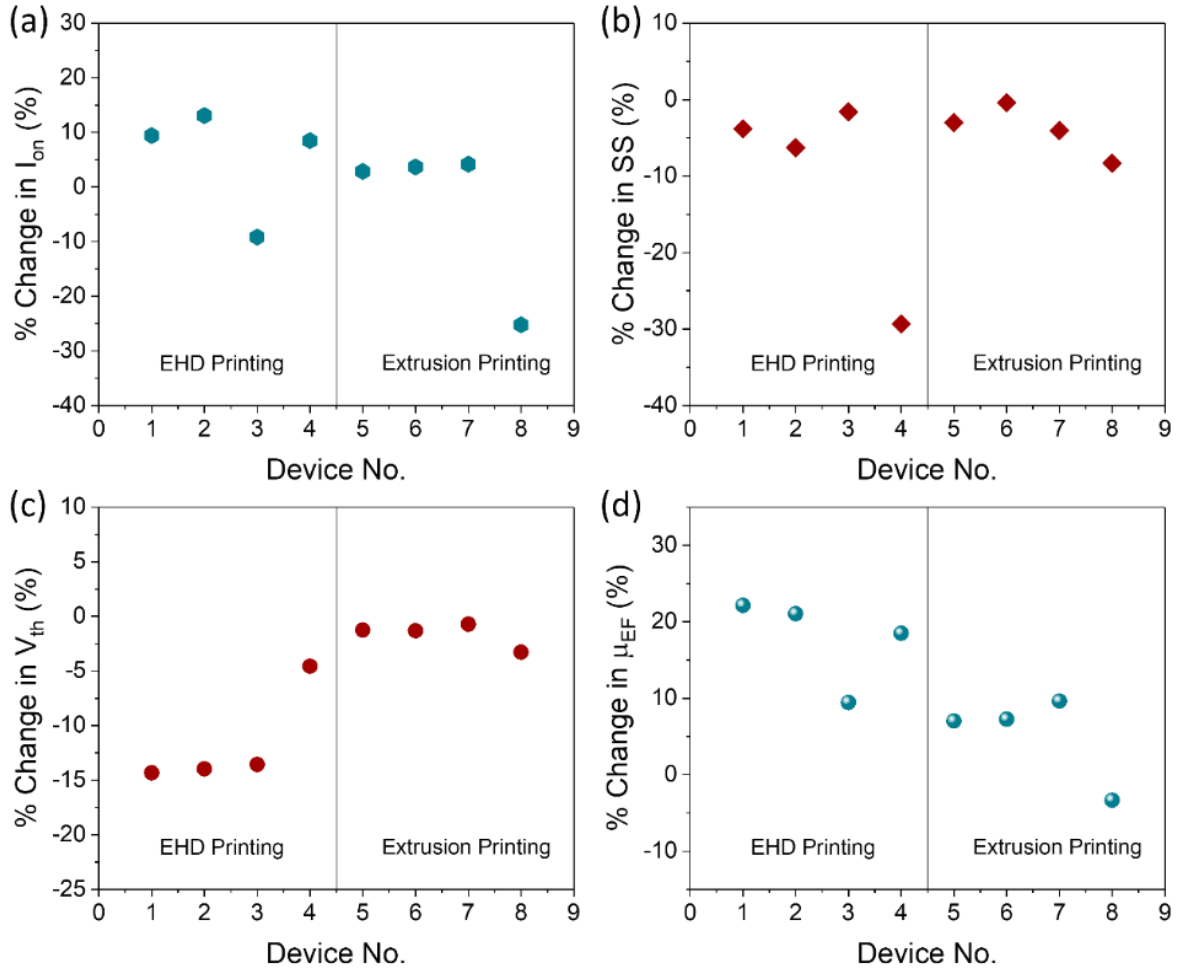 (a)
% Change in I_on (%)
30
20
10
0
-10
-20
-30
-40
EHD Printing
Extrusion Printing
0 1 2 3 4 5 6 7 8 9
Device No.
(b)
% Change in SS (%)
10
0
-10
-20
-30
-40
EHD Printing
Extrusion Printing
0 1 2 3 4 5 6 7 8 9
Device No.
(c)
% Change in V_th (%)
10
5
0
-5
-10
-15
-20
-25
EHD Printing
Extrusion Printing
0 1 2 3 4 5 6 7 8 9
Device No.
(d)
% Change in μ_EF (%)
30
20
10
0
-10
EHD Printing
Extrusion Printing
0 1 2 3 4 5 6 7 8 9
Device No.